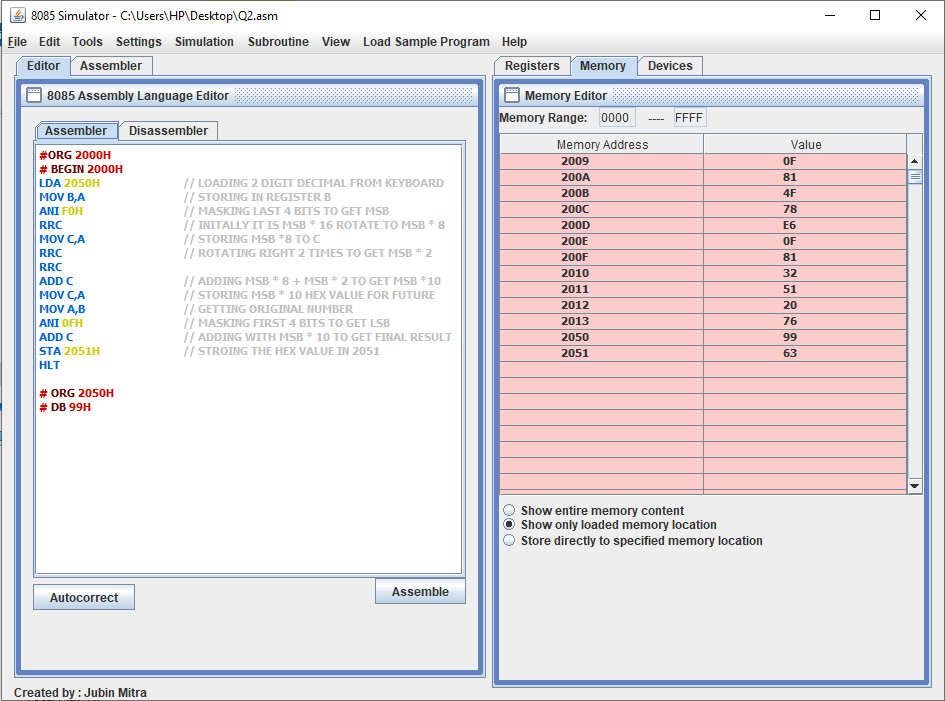 8085 Simulator - C:\Users\HP\Desktop\Q2.asm
File Edit Tools Settings Simulation Subroutine View Load Sample Program Help
Editor Assembler
8085 Assembly Language Editor
Assembler Disassembler
#ORG 2000H
# BEGIN 2000H
LDA 2050H // LOADING 2 DIGIT DECIMAL FROM KEYBOARD
MOV B,A // STORING IN REGISTER B
ANI F0H // MASKING LAST 4 BITS TO GET MSB
RRC // INITALLY IT IS MSB * 16 ROTATE TO MSB * 8
MOV C,A // STORING MSB *8 TO C
RRC // ROTATING RIGHT 2 TIMES TO GET MSB * 2
RRC
ADD C // ADDING MSB * 8 + MSB * 2 TO GET MSB *10
MOV C,A // STORING MSB * 10 HEX VALUE FOR FUTURE
MOV A,B // GETTING ORIGINAL NUMBER
ANI 0FH // MASKING FIRST 4 BITS TO GET LSB
ADD C // ADDING WITH MSB * 10 TO GET FINAL RESULT
STA 2051H // STROING THE HEX VALUE IN 2051
HLT
# ORG 2050H
# DB 99H
Autocorrect
Assemble
Registers Memory Devices
Memory Editor
Memory Range: 0000 ---- FFFF
Memory Address Value
2009 0F
200A 81
200B 4F
200C 78
200D E6
200E 0F
200F 81
2010 32
2011 51
2012 20
2013 76
2050 99
2051 63
Show entire memory content
Show only loaded memory location
Store directly to specified memory location
Created by : Jubin Mitra